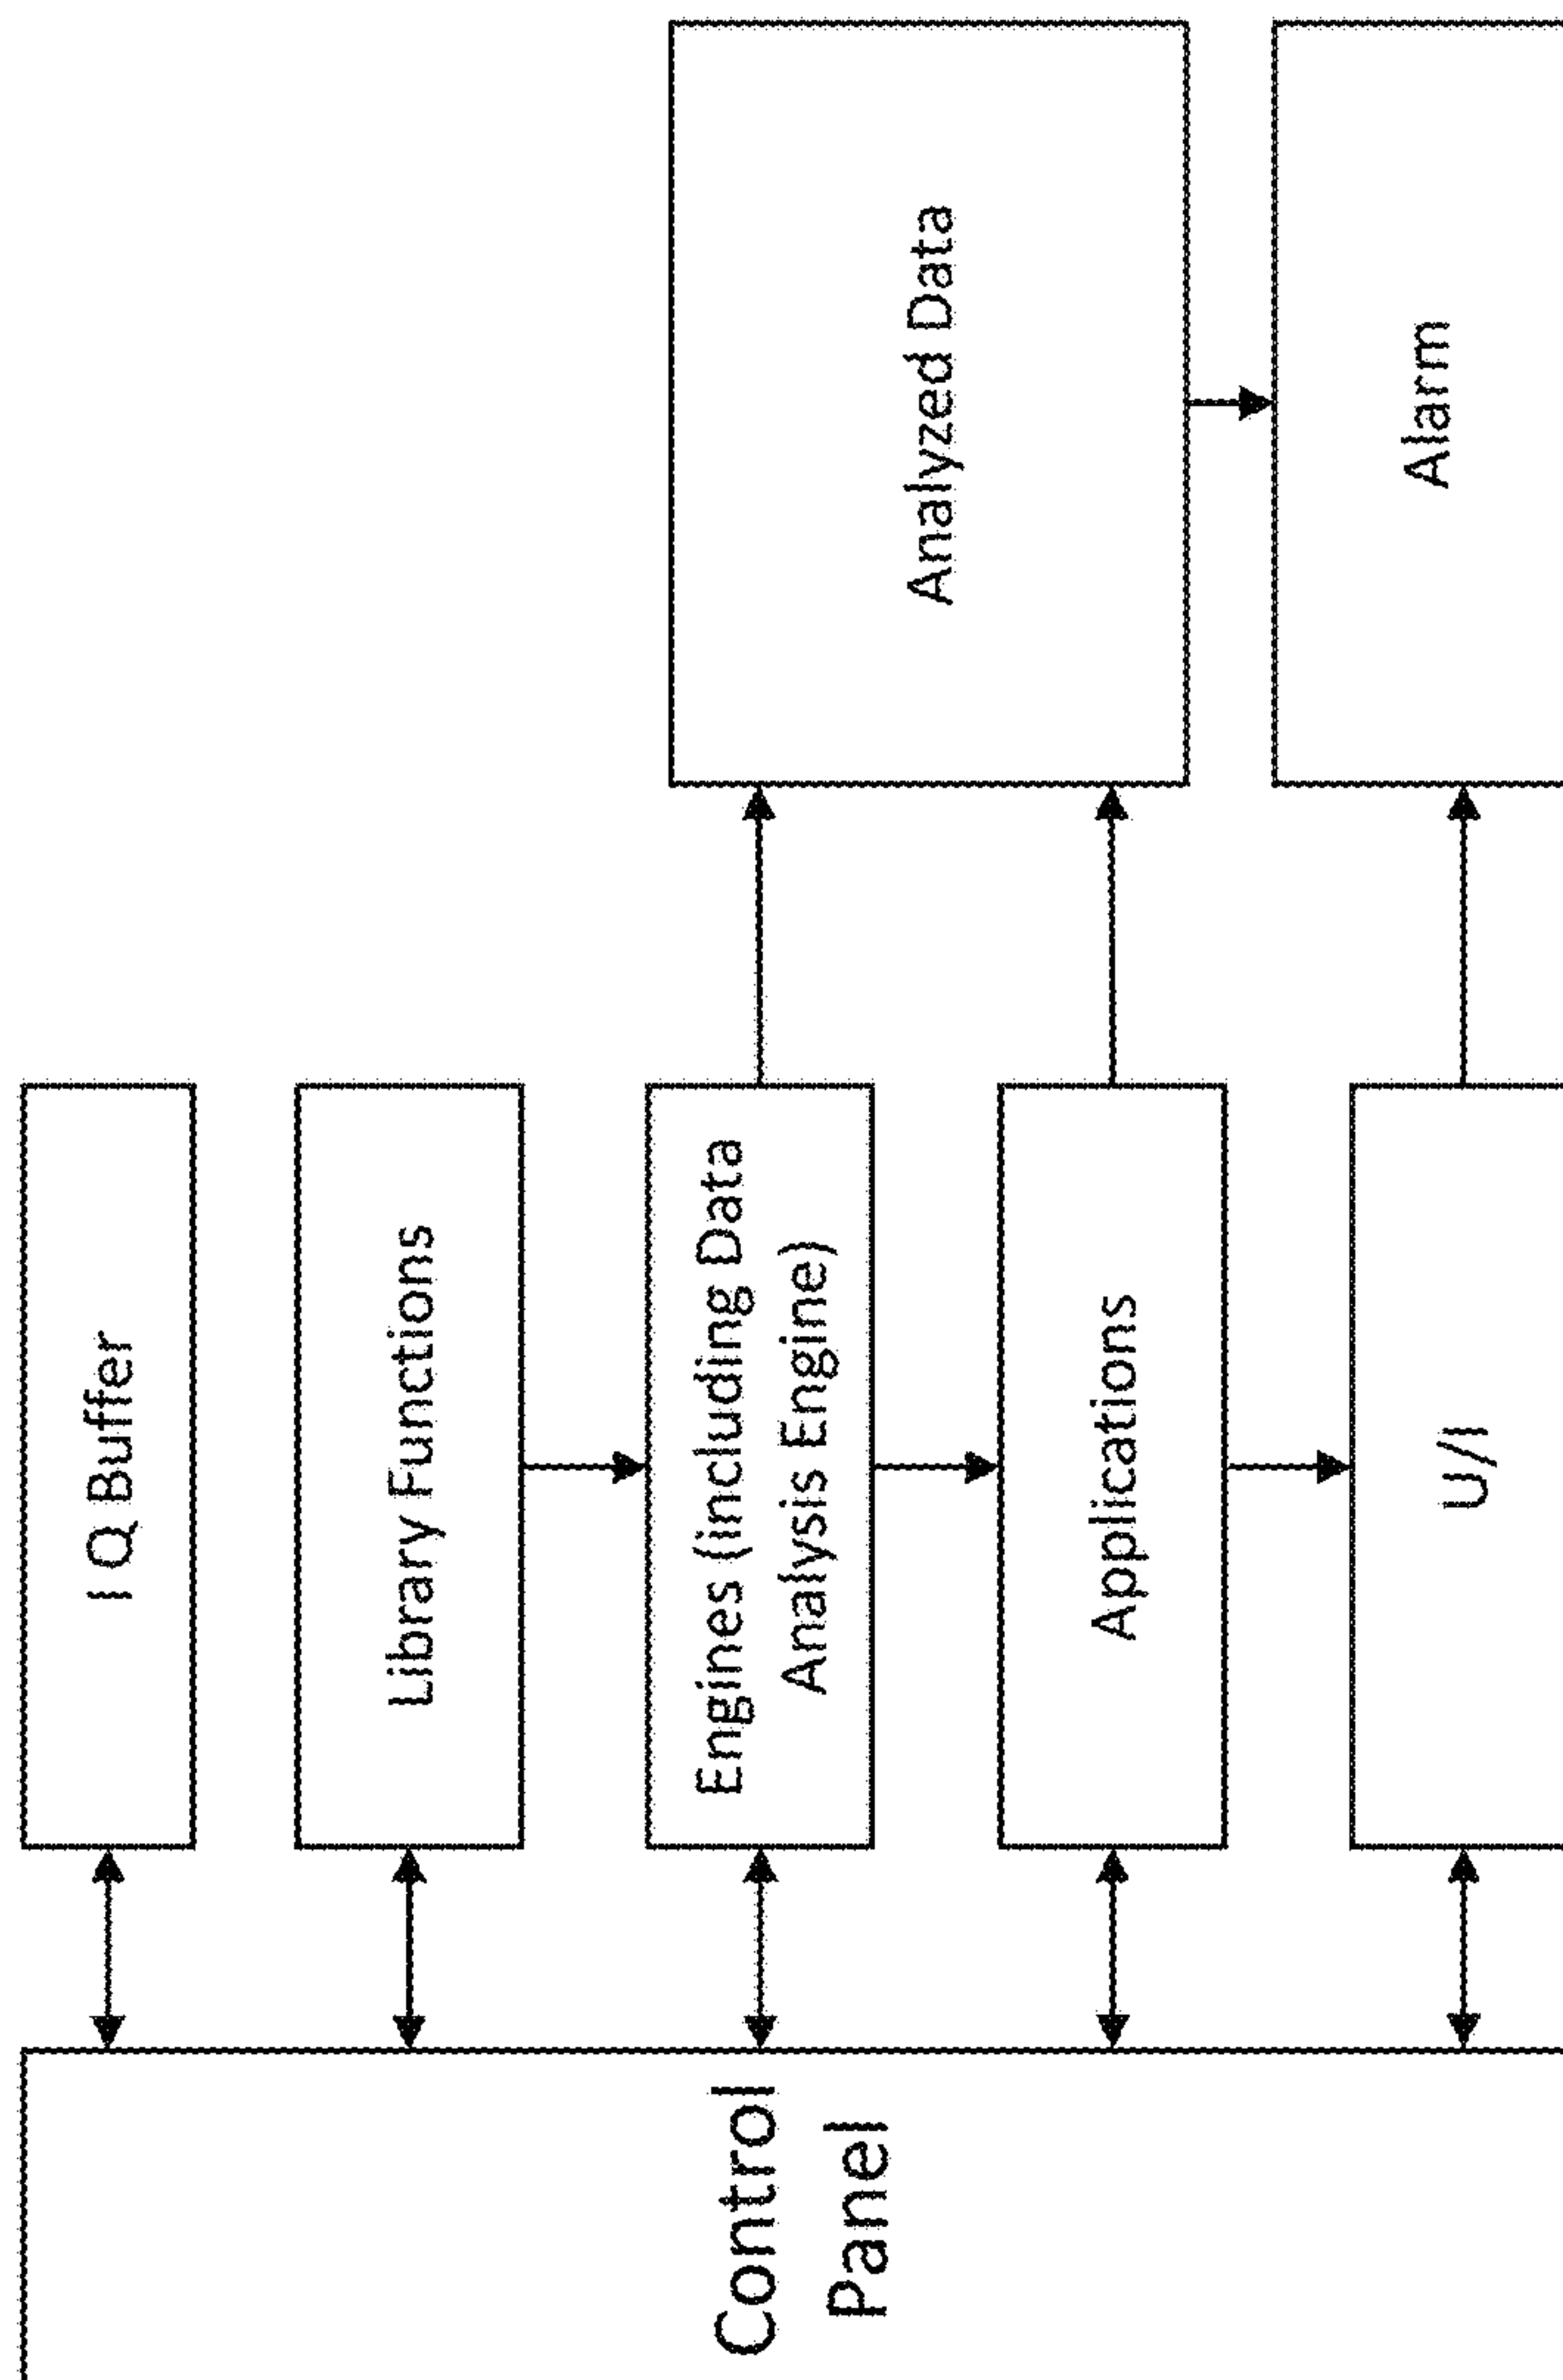 I Q Buffer
Library Functions
Engines (including Data
Analysis Engine)
Applications
U/I
Analyzed Data
Alarm
Control
Panel